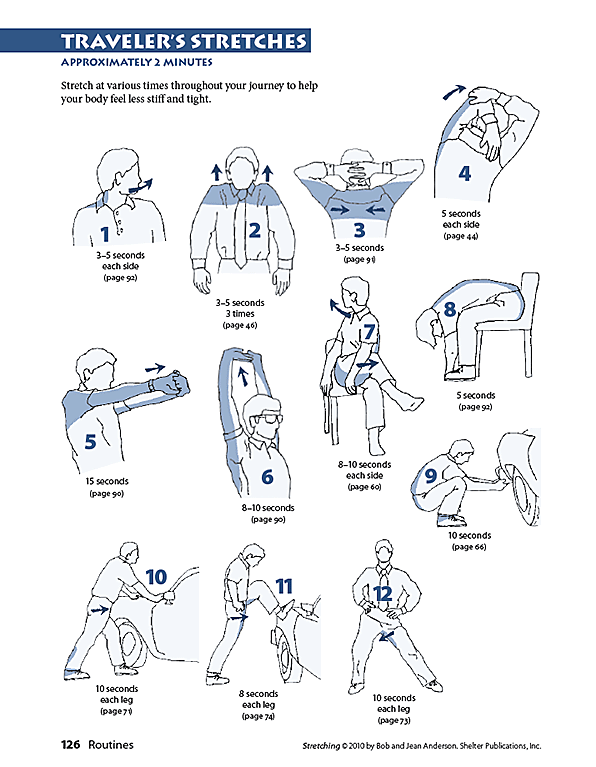 TRAVELER'S STRETCHES
APPROXIMATELY 2 MINUTES
Stretch at various times throughout your journey to help
your body feel less stiff and tight.
1
3–5 seconds
each side
(page 92)
2
3–5 seconds
3 times
(page 46)
3
3–5 seconds
(page 91)
4
5 seconds
each side
(page 44)
5
15 seconds
(page 90)
6
8–10 seconds
(page 90)
7
8–10 seconds
each side
(page 60)
8
5 seconds
(page 92)
9
10 seconds
(page 66)
10
10 seconds
each leg
(page 71)
11
8 seconds
each leg
(page 74)
12
10 seconds
each leg
(page 73)
126 Routines
Stretching © 2010 by Bob and Jean Anderson. Shelter Publications, Inc.